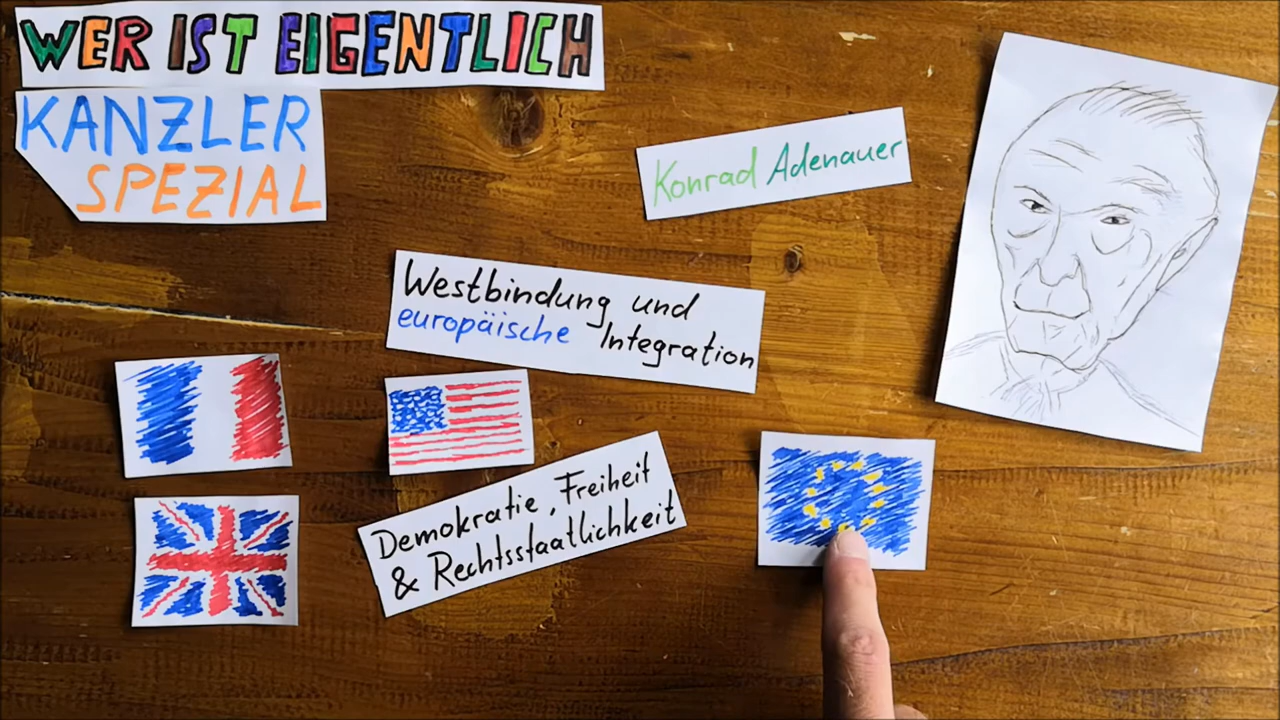 WER IST EIGENTLICH
KANZLER
SPEZIAL
Konrad Adenauer
Westbindung und
europäische Integration
Demokratie, Freiheit
& Rechtsstaatlichkeit